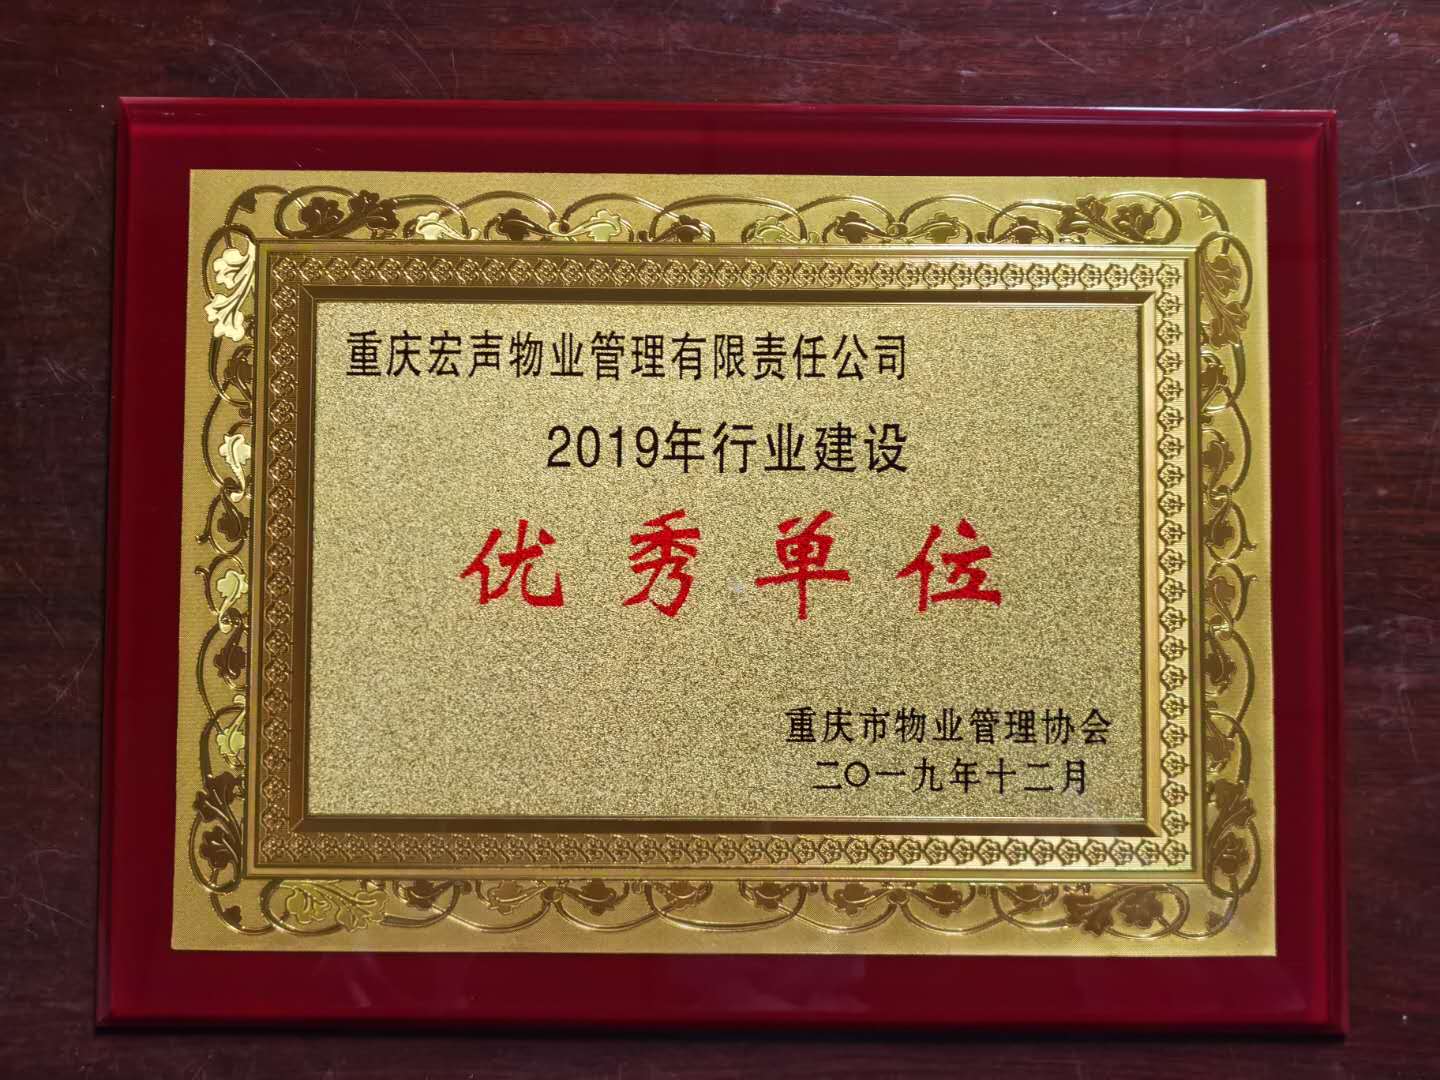 重庆宏声物业管理有限责任公司
2019年行业建设
优秀单位
重庆市物业管理协会
二〇一九年十二月